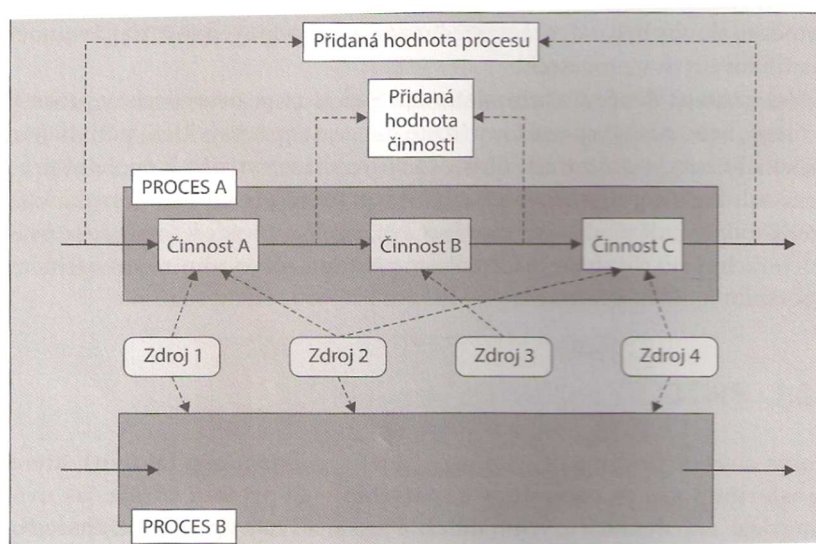 Přidaná hodnota procesu
Přidaná
hodnota
činnosti
PROCES A
Činnost A
Činnost B
Činnost C
Zdroj 1
Zdroj 2
Zdroj 3
Zdroj 4
PROCES B